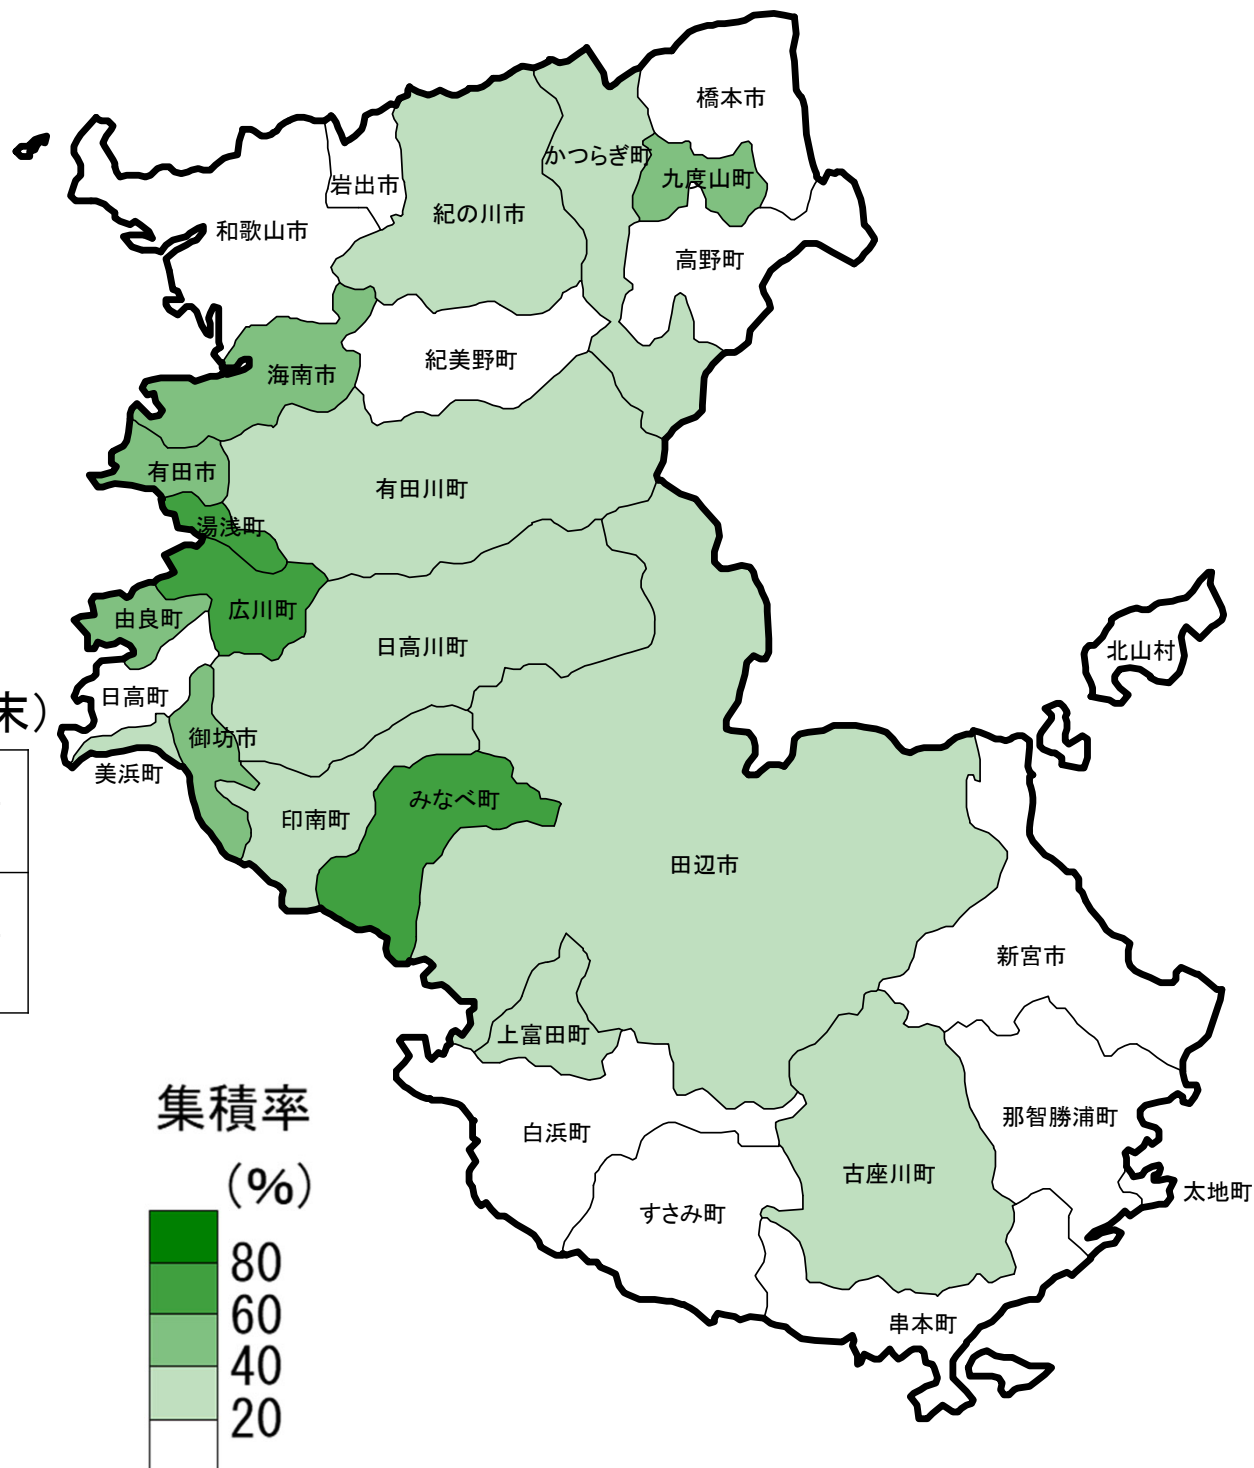 橋本市
かつらぎ町
九度山町
岩出市
紀の川市
和歌山市
高野町
紀美野町
海南市
有田市
有田川町
湯浅町
広川町
由良町
日高川町
北山村
日高町
末)
御坊市
美浜町
みなべ町
印南町
田辺市
新宮市
上富田町
集積率
(%)
那智勝浦町
白浜町
古座川町
太地町
すさみ町
80
60
串本町
40
20